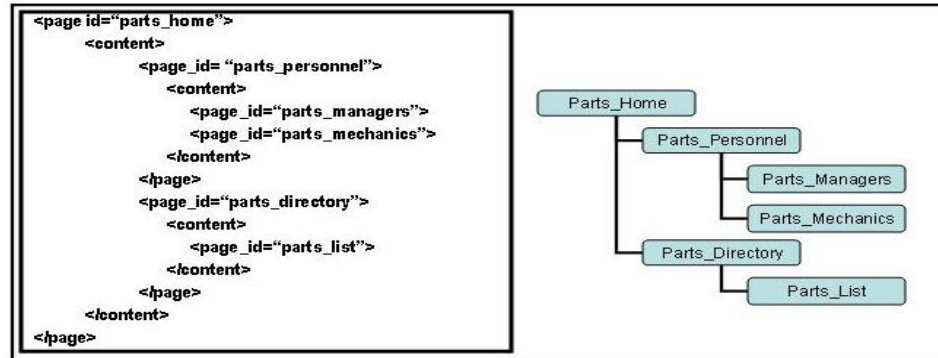 <page id=“parts_home”>
<content>
<page_id= “parts_personnel”>
<content>
<page_id=“parts_managers”>
<page_id=“parts_mechanics”>
</content>
</page>
<page_id=“parts_directory”>
<content>
<page_id=“parts_list”>
</content>
</page>
</content>
</page>
Parts_Home
Parts_Personnel
Parts_Managers
Parts_Mechanics
Parts_Directory
Parts_List